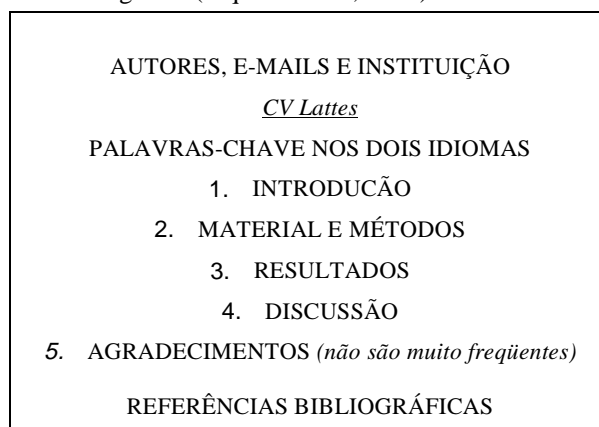 AUTORES, E-MAILS E INSTITUIÇÃO
CV Lattes
PALAVRAS-CHAVE NOS DOIS IDIOMAS
1. INTRODUCÃO
2. MATERIAL E MÉTODOS
3. RESULTADOS
4. DISCUSSÃO
5. AGRADECIMENTOS (não são muito freqüentes)
REFERÊNCIAS BIBLIOGRÁFICAS